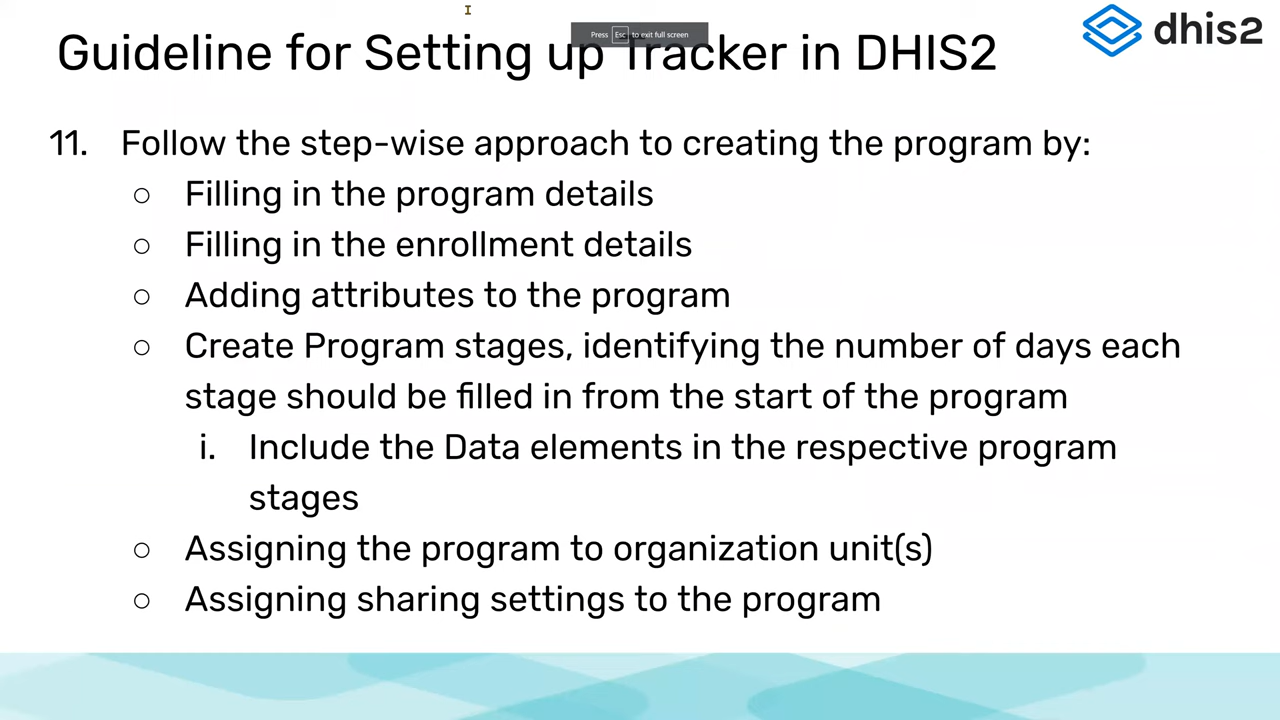 Press Esc to exit full screen
dhis2
Guideline for Setting up Tracker in DHIS2
11. Follow the step-wise approach to creating the program by:
○ Filling in the program details
○ Filling in the enrollment details
○ Adding attributes to the program
○ Create Program stages, identifying the number of days each
stage should be filled in from the start of the program
i. Include the Data elements in the respective program
stages
○ Assigning the program to organization unit(s)
○ Assigning sharing settings to the program